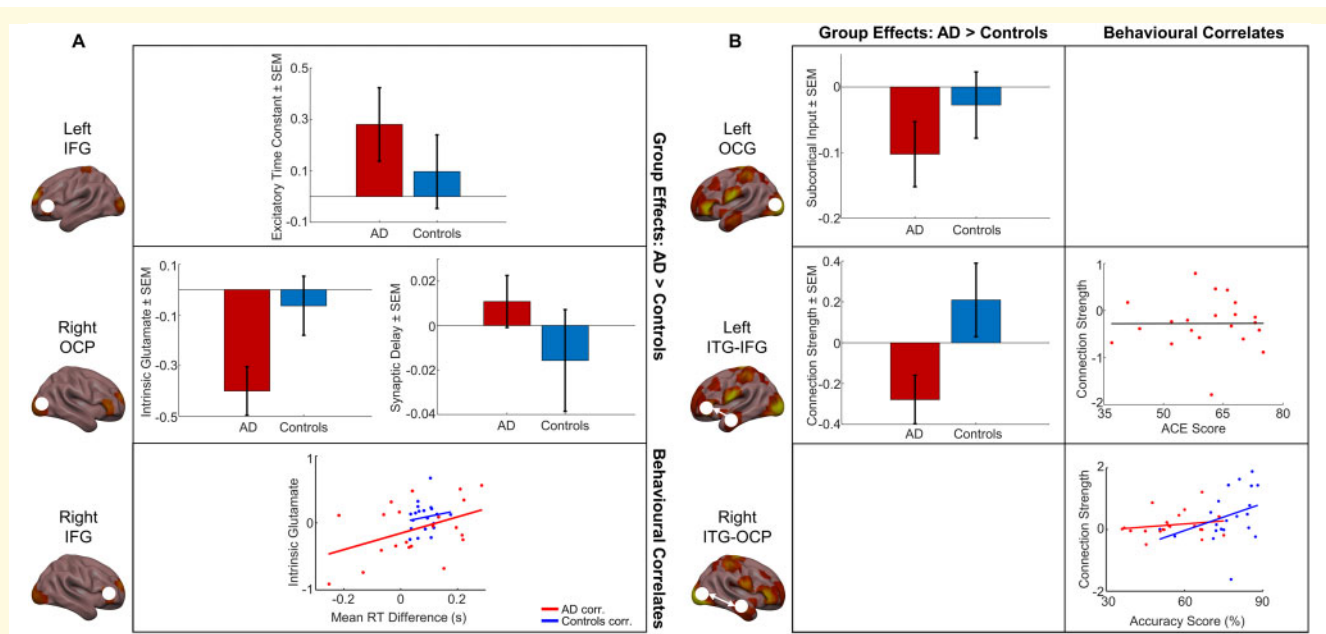 A
Left
IFG
Excitatory Time Constant ± SEM
0.5
0.3
0.1
-0.1
AD
Controls
Group Effects: AD > Controls
Right
OCP
Intrinsic Glutamate ± SEM
0.1
-0.1
-0.3
-0.5
AD
Controls
Synaptic Delay ± SEM
0.02
0
-0.02
-0.04
AD
Controls
Right
IFG
Intrinsic Glutamate
1
0
-1
-0.2
0
0.2
Mean RT Difference (s)
AD corr.
Controls corr.
Behavioural Correlates
B
Group Effects: AD > Controls
Behavioural Correlates
Left
OCG
Subcortical Input ± SEM
0
-0.1
-0.2
AD
Controls
Left
ITG-IFG
Connection Strength ± SEM
0.4
0.2
0
-0.2
-0.4
AD
Controls
Connection Strength
1
0
-1
-2
35
50
65
80
ACE Score
Right
ITG-OCP
Connection Strength
2
0
-2
30
60
90
Accuracy Score (%)